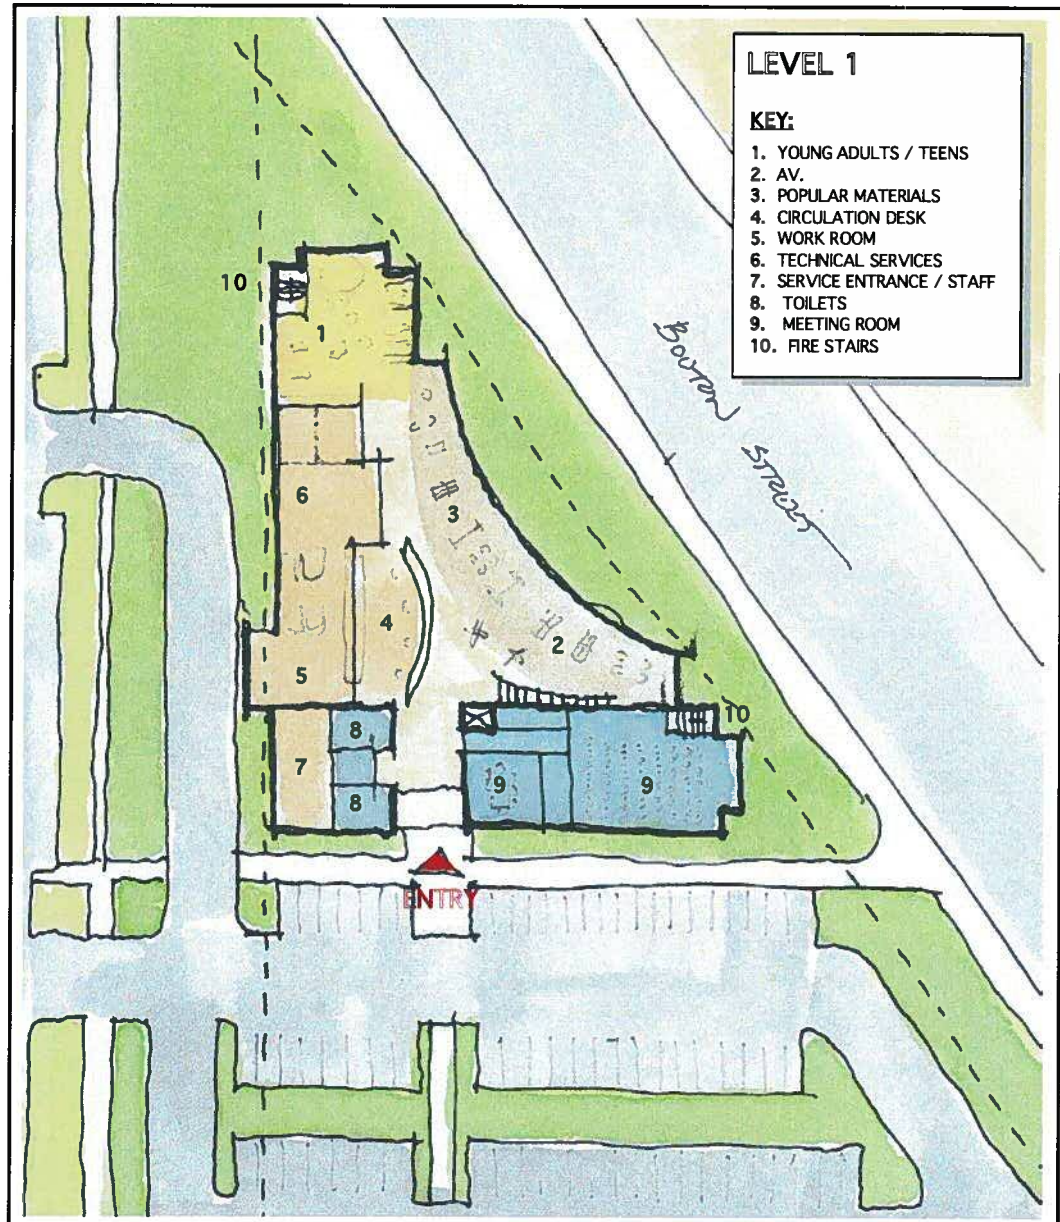 LEVEL 1
KEY:
1. YOUNG ADULTS / TEENS
2. AV.
3. POPULAR MATERIALS
4. CIRCULATION DESK
5. WORK ROOM
6. TECHNICAL SERVICES
7. SERVICE ENTRANCE / STAFF
8. TOILETS
9. MEETING ROOM
10. FIRE STAIRS
10
1
6
3
4
2
5
BOUTON STREET
8
10
7
9
9
8
ENTRY